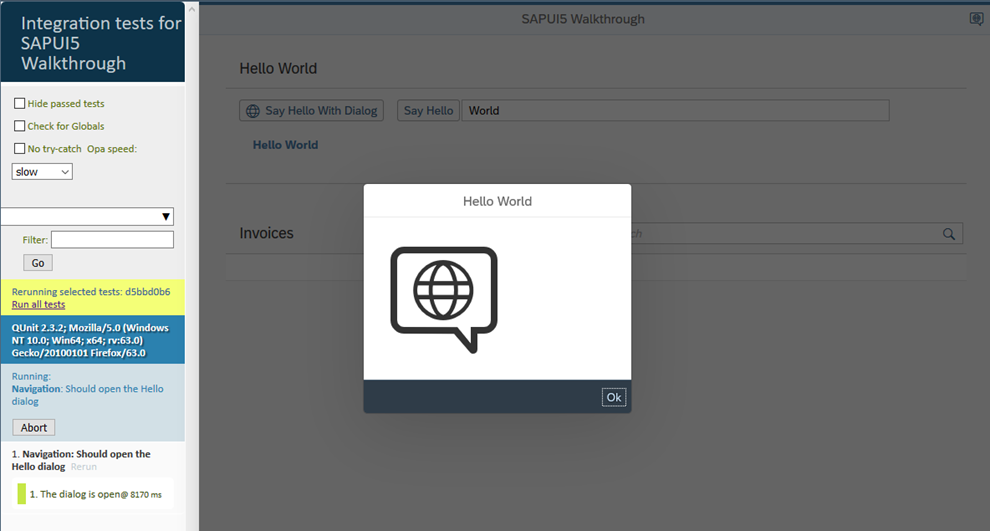 Integration tests for
SAPUI5
Walkthrough
Hide passed tests
Check for Globals
No try-catch Opa speed:
slow
Filter:
Go
Rerunning selected tests: d5bbd0b6
Run all tests
QUnit 2.3.2; Mozilla/5.0 (Windows
NT 10.0; Win64; x64; rv:63.0)
Gecko/20100101 Firefox/63.0
Running:
Navigation: Should open the Hello
dialog
Abort
1. Navigation: Should open the
Hello dialog Rerun
1. The dialog is open@ 8170 ms
SAPUI5 Walkthrough
Hello World
Say Hello With Dialog Say Hello World
Hello World
Invoices
Hello World
Ok